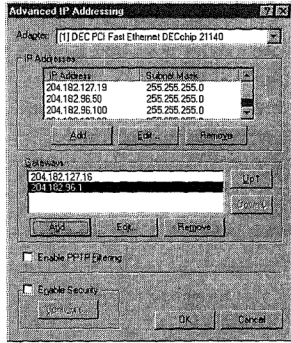 Advanced IP Addressing
Adapter: [1] DEC PCI Fast Ethernet DECchip 21140
IP Addresses
IP Address Subnet Mask
204.182.127.19 255.255.255.0
204.182.96.50 255.255.255.0
204.182.96.100 255.255.255.0
Add... Edit... Remove
Gateways
204.182.127.16
204.182.96.1
Up↑
Add... Edit... Remove
Enable PPTP Filtering
Enable Security
OK Cancel